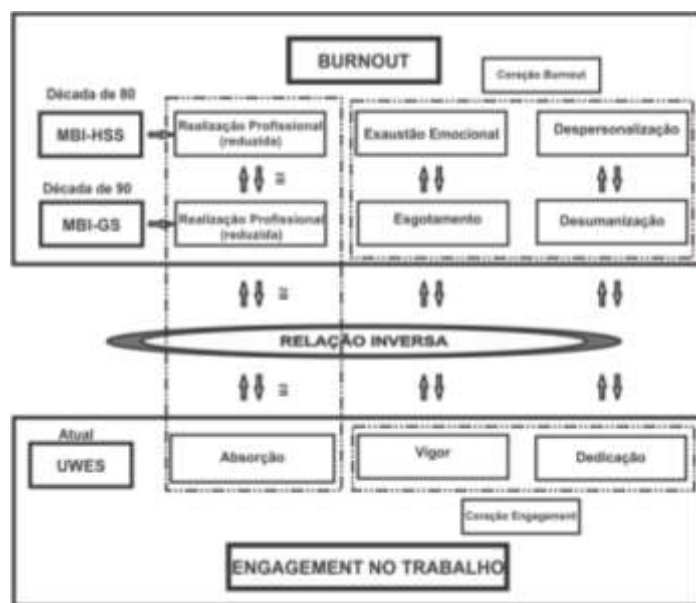 BURNOUT
Coração Burnout
Década de 80
MBI-HSS
Realização Profissional
(reduzida)
Exaustão Emocional
Despersonalização
Década de 90
MBI-GS
Realização Profissional
(reduzida)
Esgotamento
Desumanização
RELAÇÃO INVERSA
Atual
UWES
Absorção
Vigor
Dedicação
Coração Engagement
ENGAGEMENT NO TRABALHO